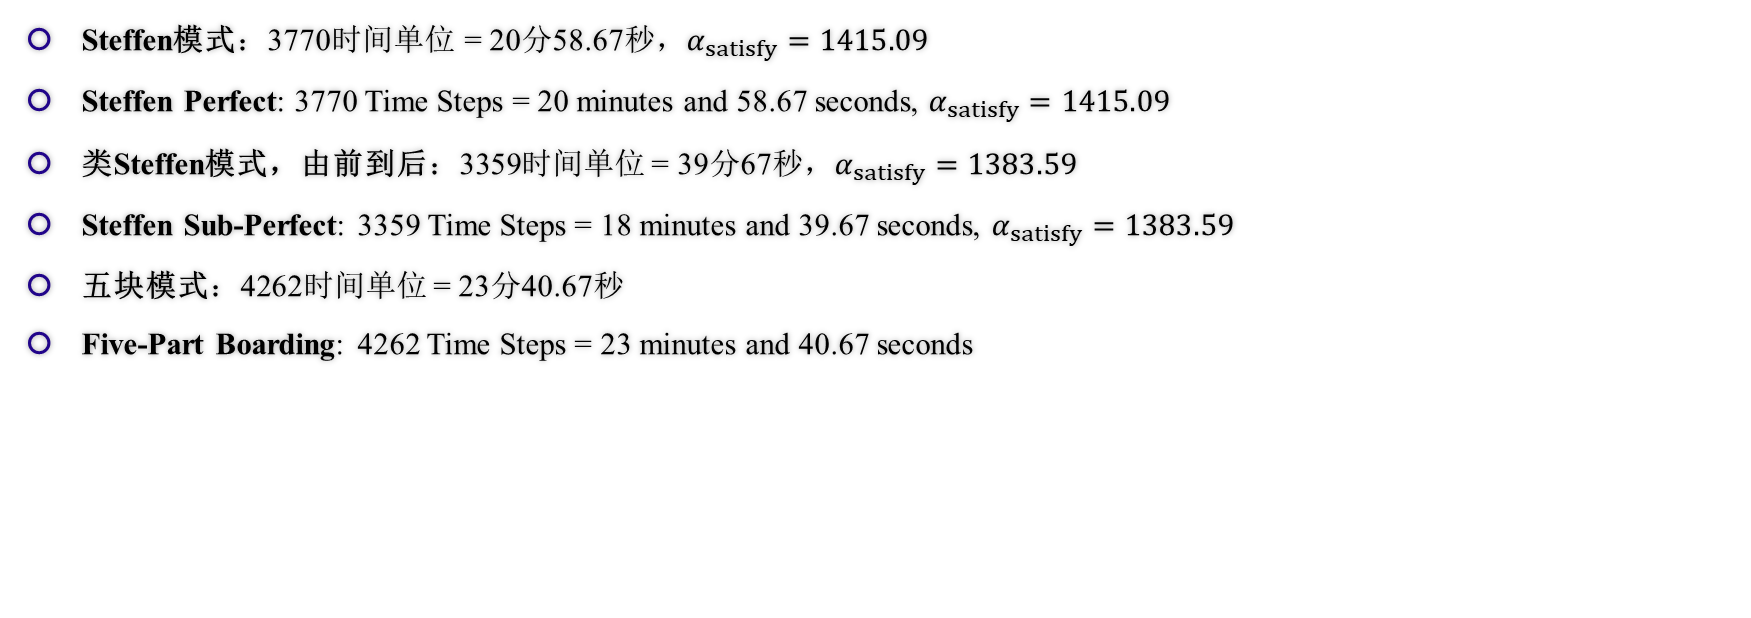 Steffen模式：3770时间单位 = 20分58.67秒，α_satisfy = 1415.09
Steffen Perfect: 3770 Time Steps = 20 minutes and 58.67 seconds, α_satisfy = 1415.09
类Steffen模式，由前到后：3359时间单位 = 39分67秒，α_satisfy = 1383.59
Steffen Sub-Perfect: 3359 Time Steps = 18 minutes and 39.67 seconds, α_satisfy = 1383.59
五块模式：4262时间单位 = 23分40.67秒
Five-Part Boarding: 4262 Time Steps = 23 minutes and 40.67 seconds